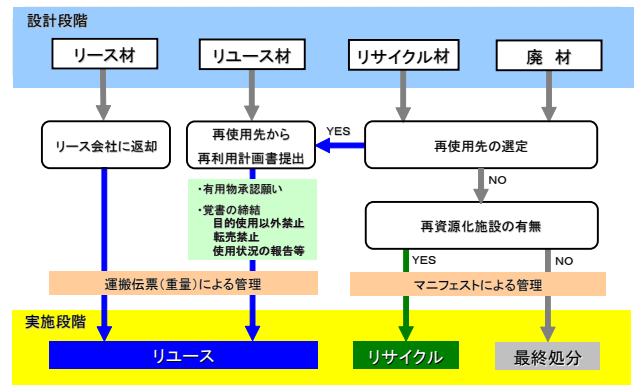 設計段階
リース材
リユース材
リサイクル材
廃 材
リース会社に返却
再使用先から
再利用計画書提出
YES
再使用先の選定
・有用物承認願い
・覚書の締結
目的使用以外禁止
転売禁止
使用状況の報告等
NO
再資源化施設の有無
YES
NO
運搬伝票(重量)による管理
マニフェストによる管理
実施段階
リユース
リサイクル
最終処分